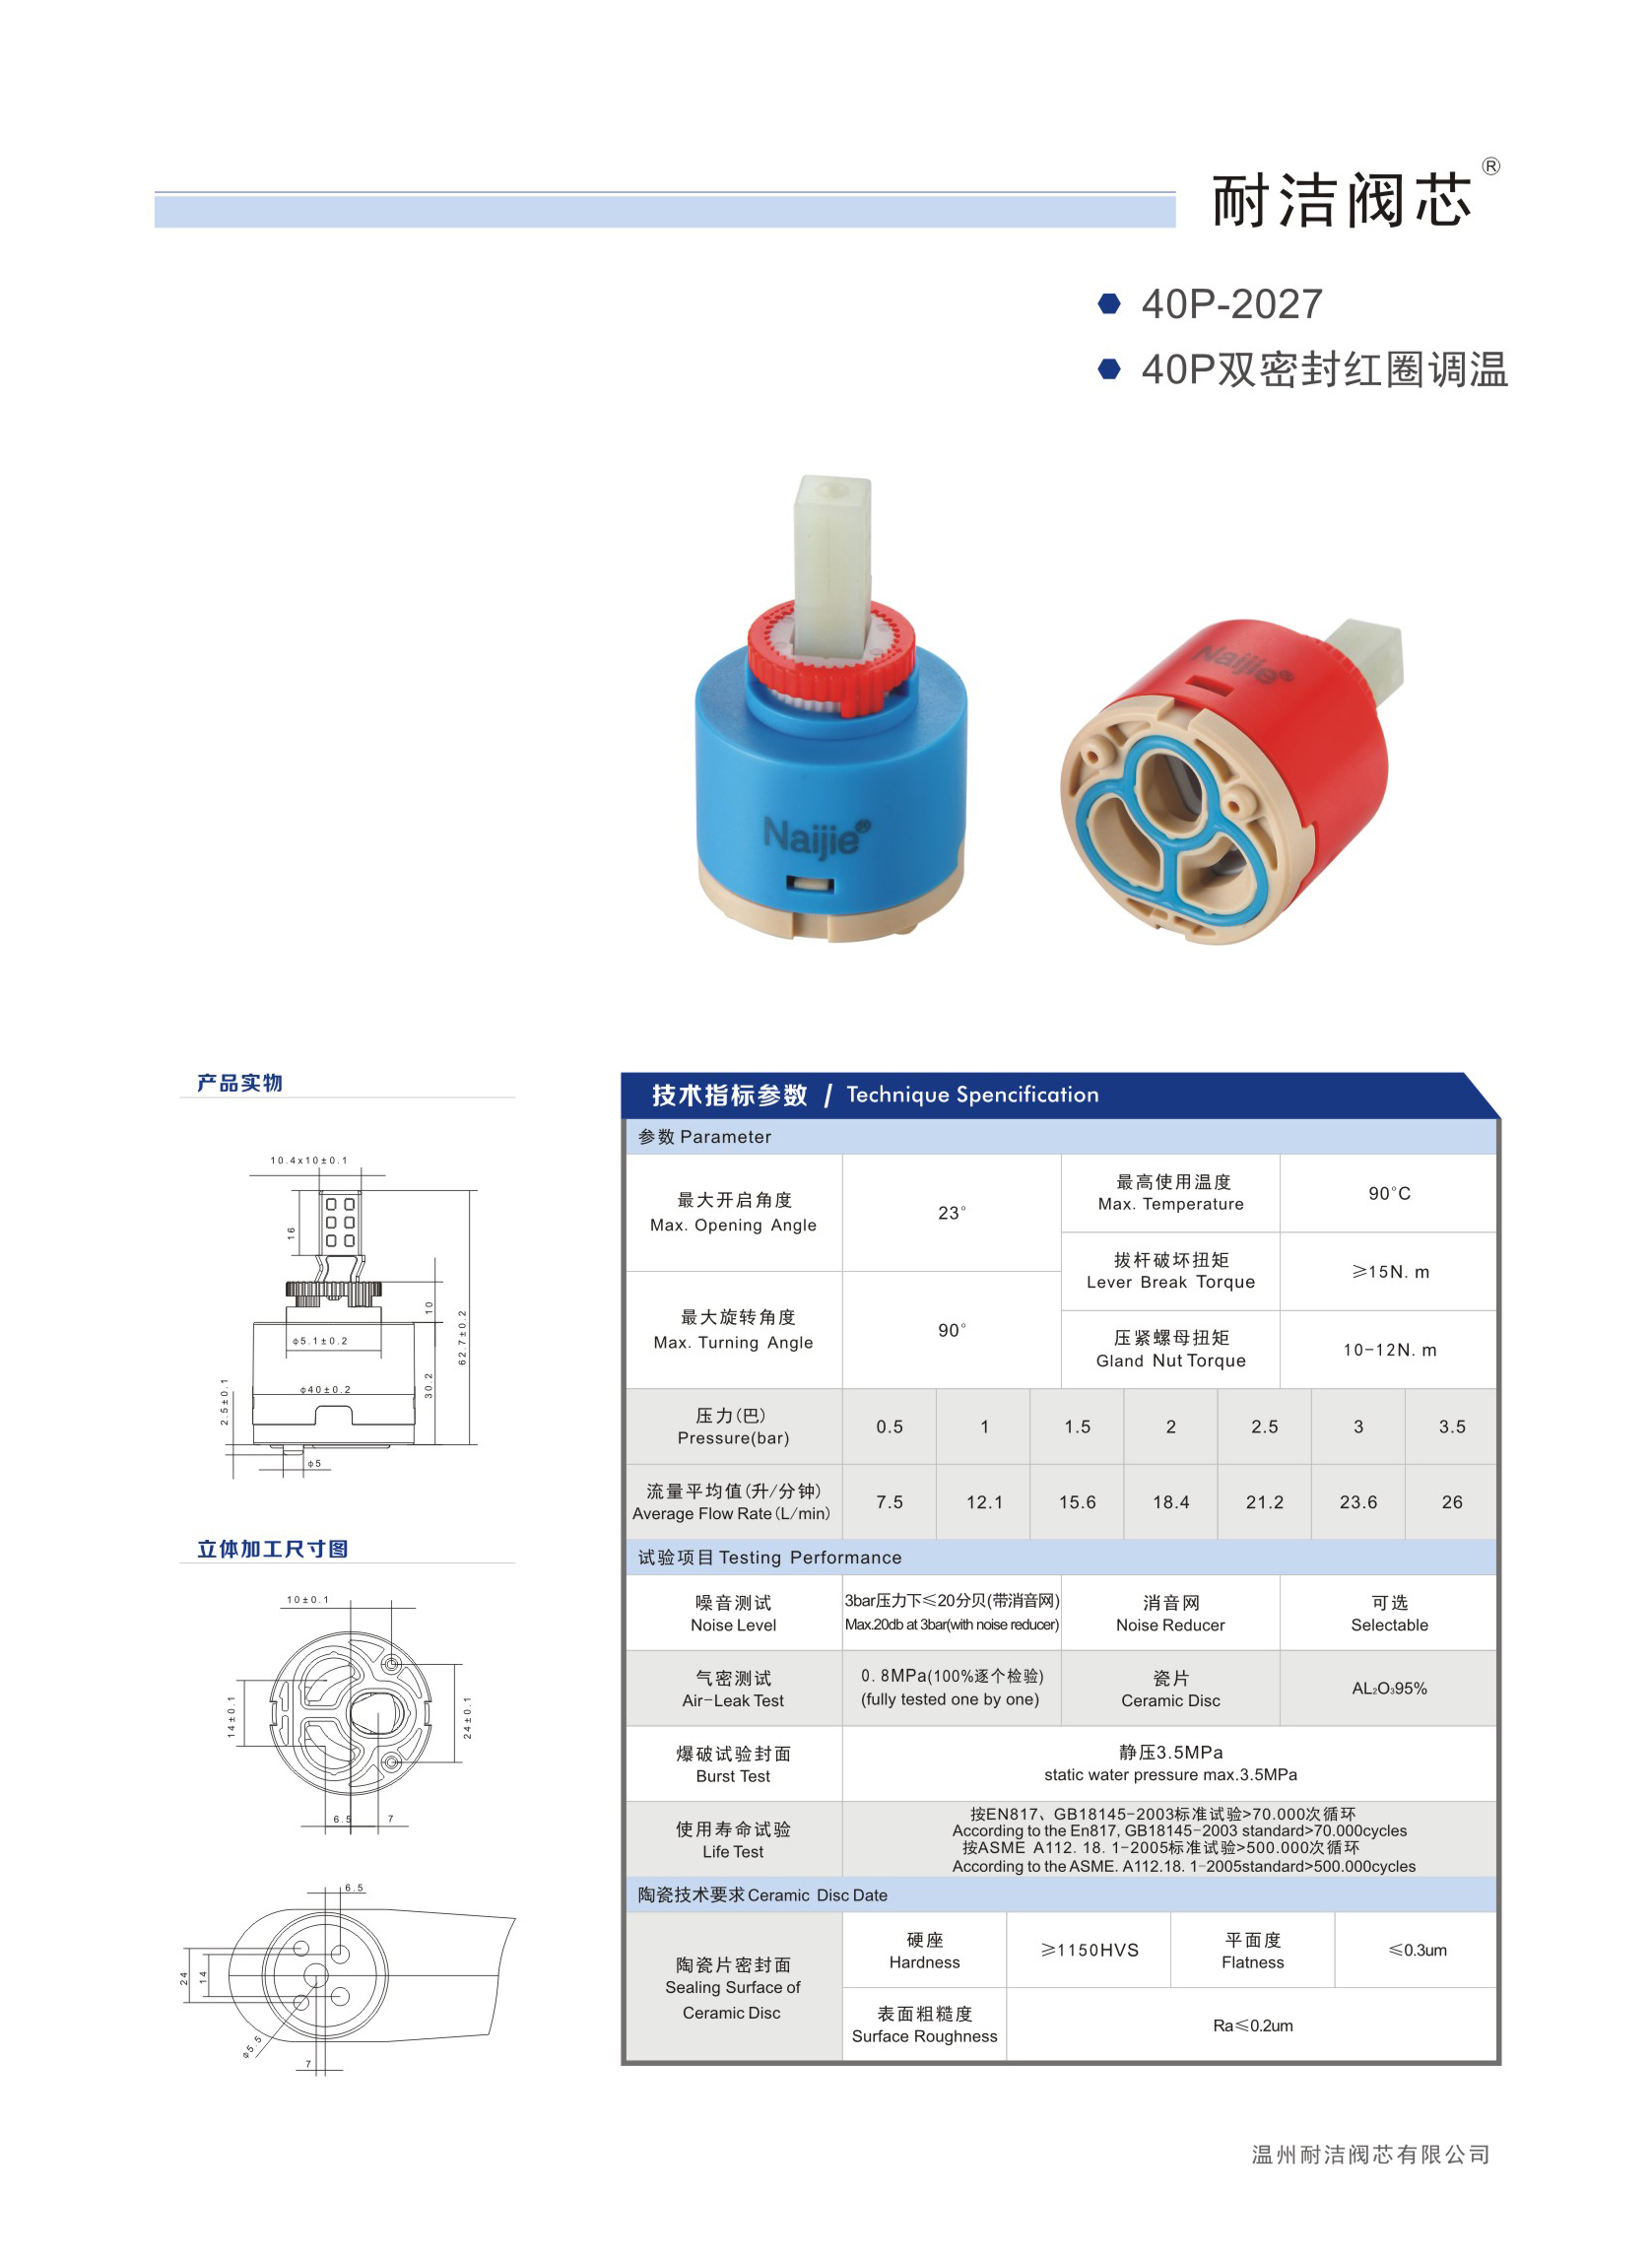 耐洁阀芯®
40P-2027
40P双密封红圈调温
Naijie®
Naijie®
产品实物
10.4x10±0.1
16
10
62.7±0.2
φ5.1±0.2
30.2
φ40±0.2
2.5±0.1
φ5
立体加工尺寸图
10±0.1
14±0.1
24±0.1
6.5
7
6.5
24
14
φ5.5
7
技术指标参数 / Technique Spencification
参数 Parameter
最大开启角度
Max. Opening Angle
23°
最高使用温度
Max. Temperature
90°C
拔杆破坏扭矩
Lever Break Torque
≥15N. m
最大旋转角度
Max. Turning Angle
90°
压紧螺母扭矩
Gland Nut Torque
10-12N. m
压力(巴)
Pressure(bar)
0.5 1 1.5 2 2.5 3 3.5
流量平均值(升/分钟)
Average Flow Rate(L/min)
7.5 12.1 15.6 18.4 21.2 23.6 26
试验项目 Testing Performance
噪音测试
Noise Level
3bar压力下≤20分贝(带消音网)
Max.20db at 3bar(with noise reducer)
消音网
Noise Reducer
可选
Selectable
气密测试
Air-Leak Test
0. 8MPa(100%逐个检验)
(fully tested one by one)
瓷片
Ceramic Disc
AL₂O₃95%
爆破试验封面
Burst Test
静压3.5MPa
static water pressure max.3.5MPa
使用寿命试验
Life Test
按EN817、GB18145-2003标准试验>70.000次循环
According to the En817, GB18145-2003 standard>70.000cycles
按ASME A112. 18. 1-2005标准试验>500.000次循环
According to the ASME. A112.18. 1-2005standard>500.000cycles
陶瓷技术要求 Ceramic Disc Date
陶瓷片密封面
Sealing Surface of
Ceramic Disc
硬座
Hardness
≥1150HVS
平面度
Flatness
≤0.3um
表面粗糙度
Surface Roughness
Ra≤0.2um
温州耐洁阀芯有限公司